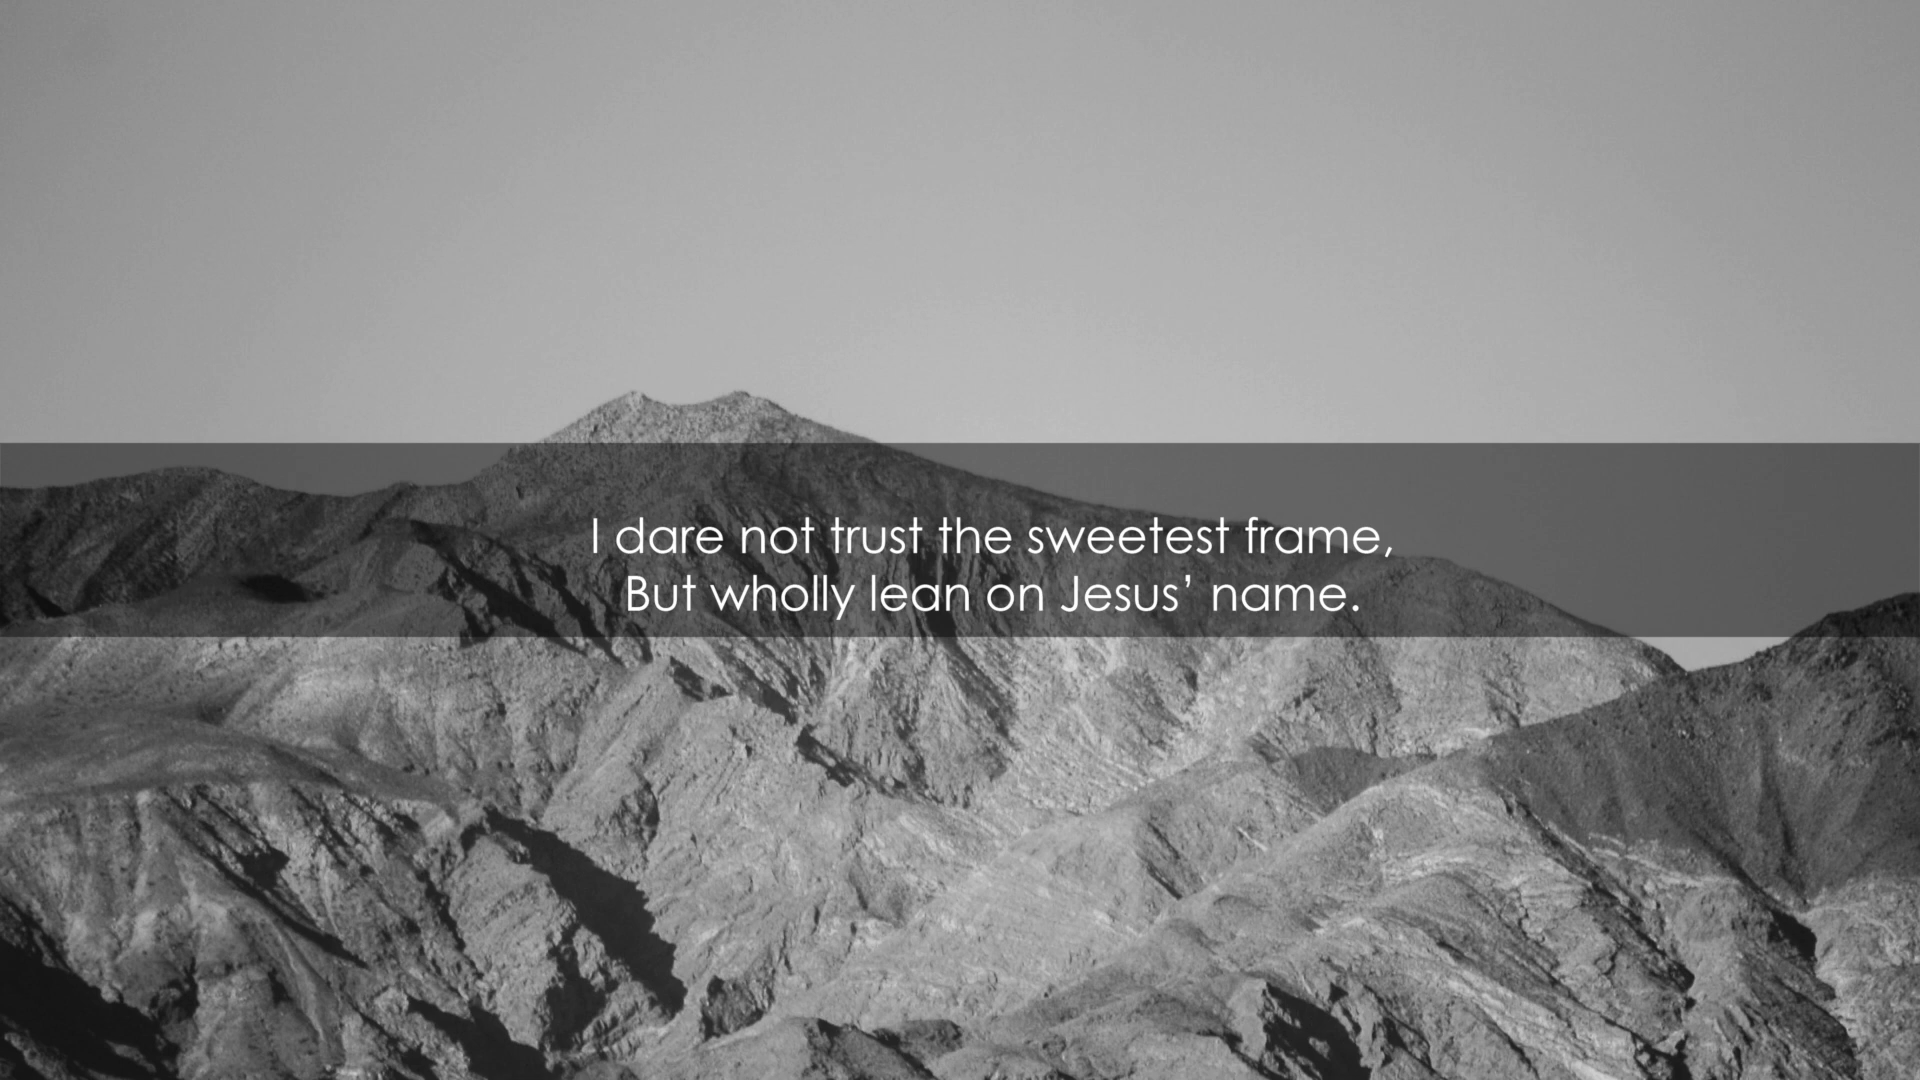 I dare not trust the sweetest frame,
But wholly lean on Jesus’ name.